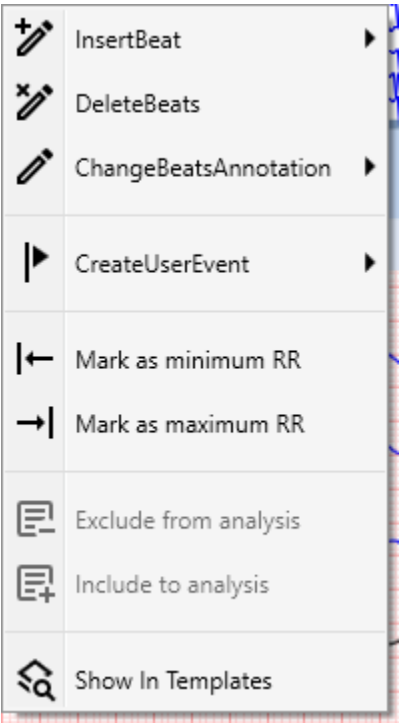 InsertBeat
DeleteBeats
ChangeBeatsAnnotation
CreateUserEvent
Mark as minimum RR
Mark as maximum RR
Exclude from analysis
Include to analysis
Show In Templates